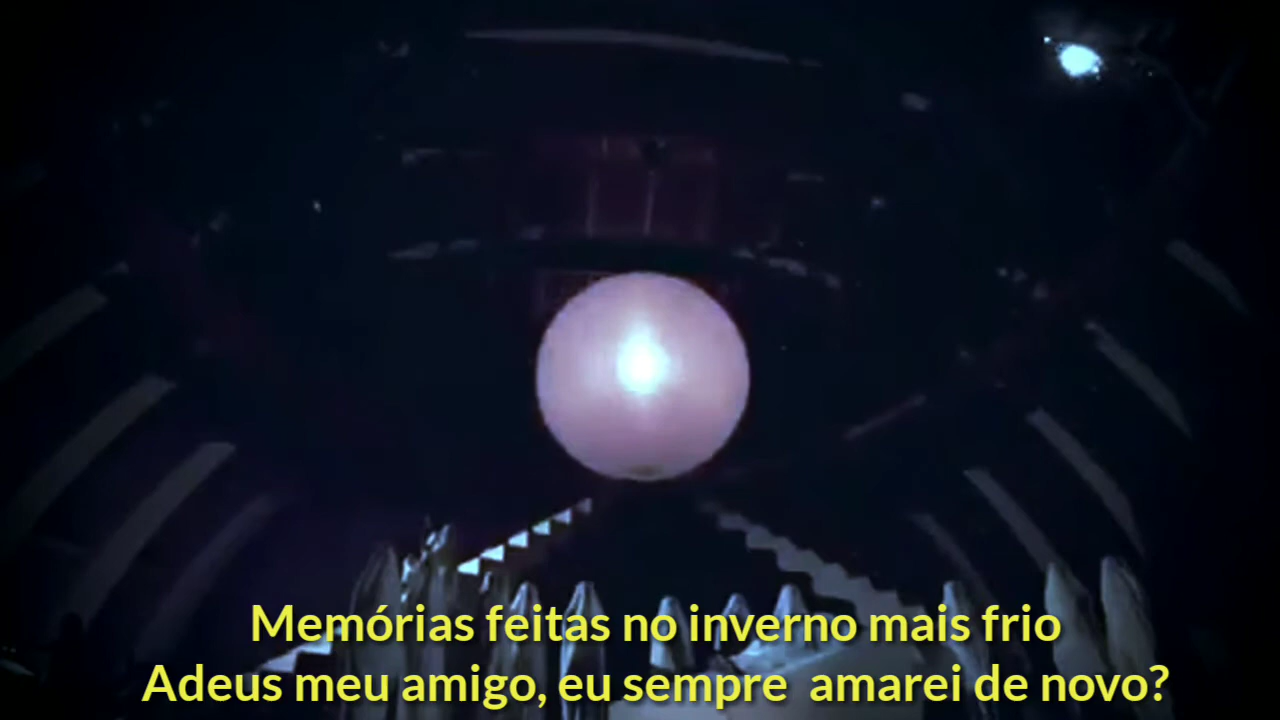 Memórias feitas no inverno mais frio
Adeus meu amigo, eu sempre  amarei de novo?